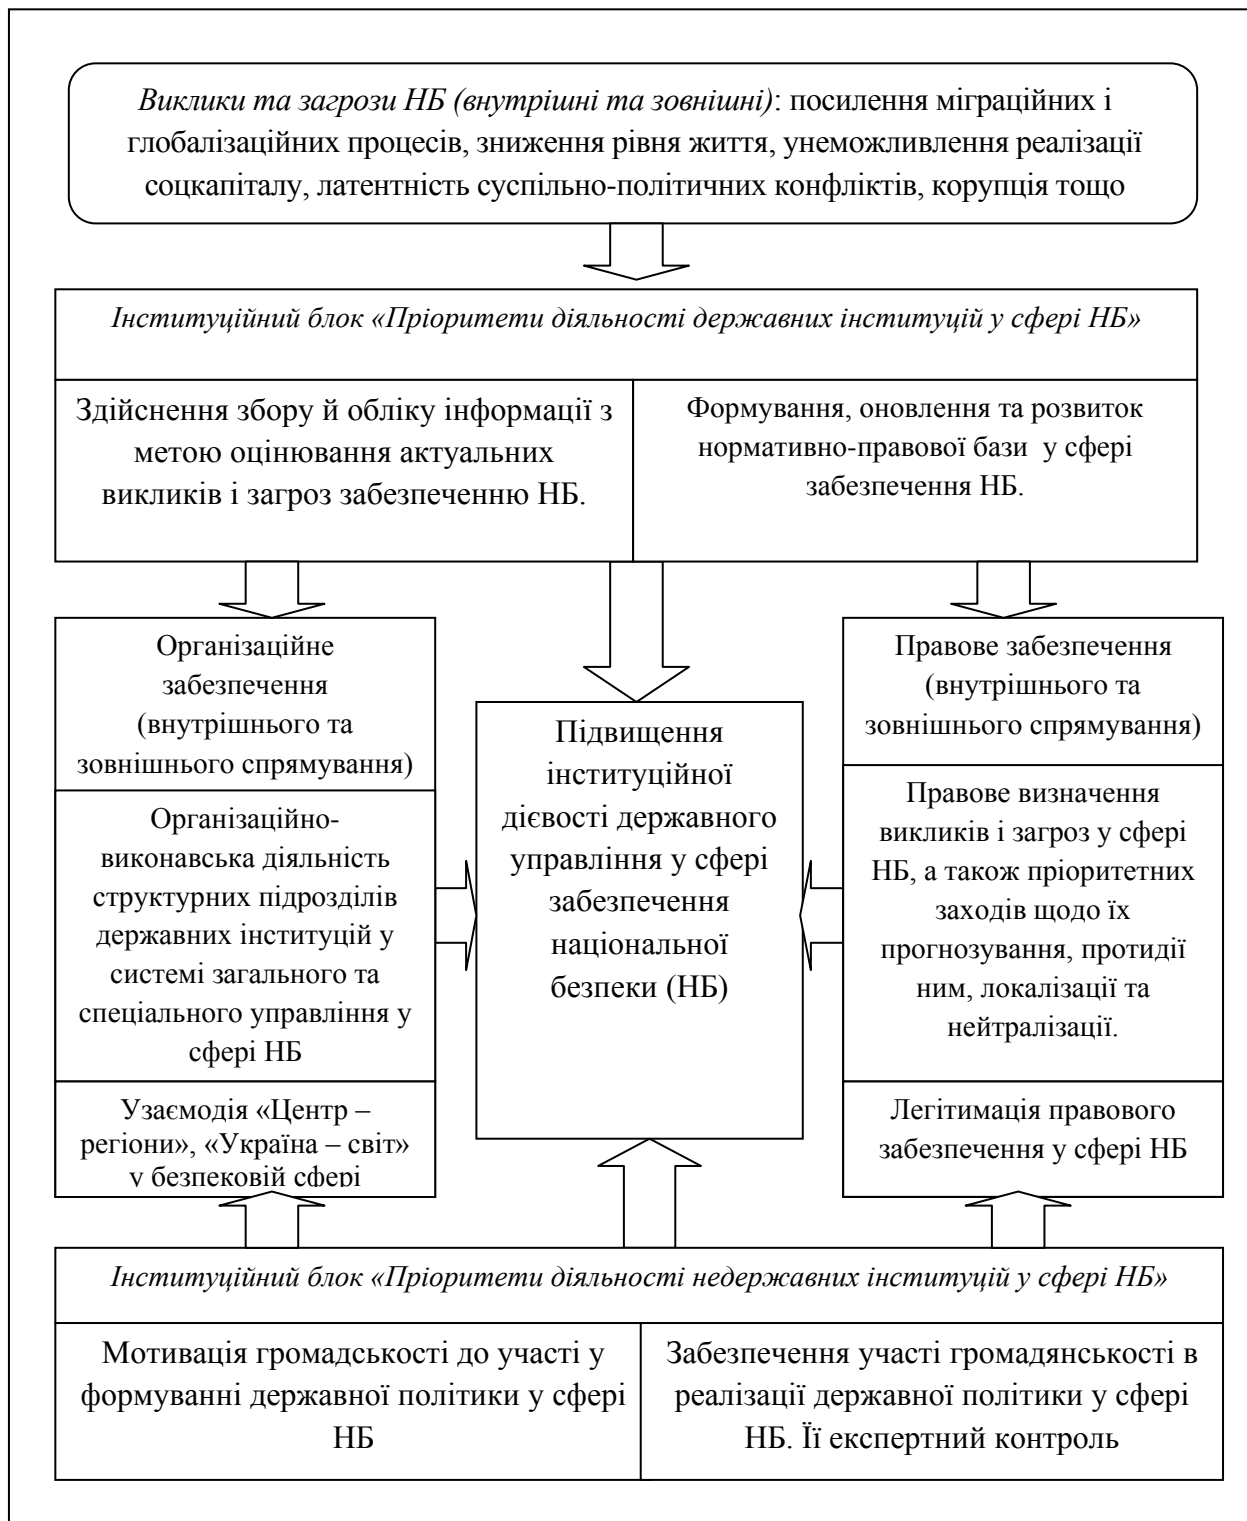 Виклики та загрози НБ (внутрішні та зовнішні): посилення міграційних і
глобалізаційних процесів, зниження рівня життя, унеможливлення реалізації
соцкапіталу, латентність суспільно-політичних конфліктів, корупція тощо
Інституційний блок «Пріоритети діяльності державних інституцій у сфері НБ»
Здійснення збору й обліку інформації з
метою оцінювання актуальних
викликів і загроз забезпеченню НБ.
Формування, оновлення та розвиток
нормативно-правової бази у сфері
забезпечення НБ.
Організаційне
забезпечення
(внутрішнього та
зовнішнього спрямування)
Організаційно-
виконавська діяльність
структурних підрозділів
державних інституцій у
системі загального та
спеціального управління у
сфері НБ
Узаємодія «Центр –
регіони», «Україна – світ»
у безпековій сфері
Підвищення
інституційної
дієвості державного
управління у сфері
забезпечення
національної
безпеки (НБ)
Правове забезпечення
(внутрішнього та
зовнішнього спрямування)
Правове визначення
викликів і загроз у сфері
НБ, а також пріоритетних
заходів щодо їх
прогнозування, протидії
ним, локалізації та
нейтралізації.
Легітимація правового
забезпечення у сфері НБ
Інституційний блок «Пріоритети діяльності недержавних інституцій у сфері НБ»
Мотивація громадськості до участі у
формуванні державної політики у сфері
НБ
Забезпечення участі громадянськості в
реалізації державної політики у сфері
НБ. Її експертний контроль